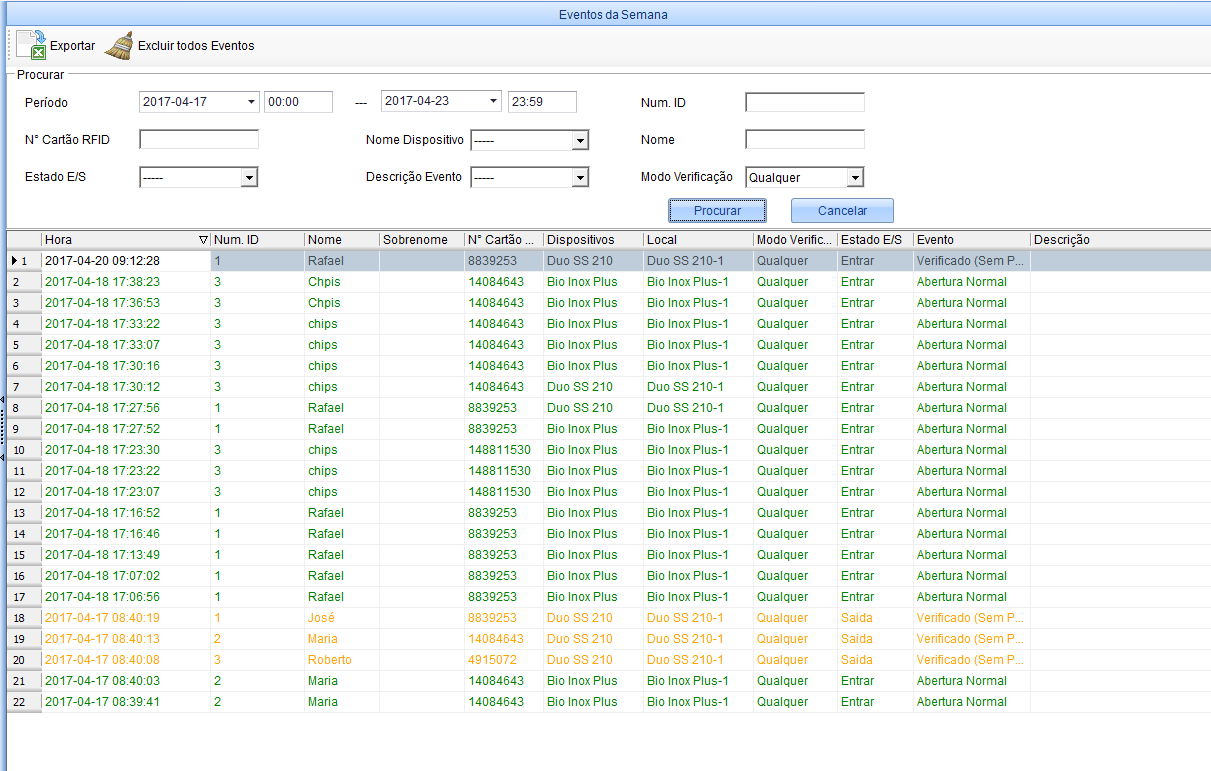 Eventos da Semana
Exportar Excluir todos Eventos
Procurar
Período 2017-04-17 00:00 --- 2017-04-23 23:59 Num. ID
N° Cartão RFID Nome Dispositivo ----- Nome
Estado E/S ----- Descrição Evento ----- Modo Verificação Qualquer
Procurar Cancelar
Hora Num. ID Nome Sobrenome N° Cartão ... Dispositivos Local Modo Verific... Estado E/S Evento Descrição
1 2017-04-20 09:12:28 1 Rafael 8839253 Duo SS 210 Duo SS 210-1 Qualquer Entrar Verificado (Sem P...
2 2017-04-18 17:38:23 3 Chpis 14084643 Bio Inox Plus Bio Inox Plus-1 Qualquer Entrar Abertura Normal
3 2017-04-18 17:36:53 3 Chpis 14084643 Bio Inox Plus Bio Inox Plus-1 Qualquer Entrar Abertura Normal
4 2017-04-18 17:33:22 3 chips 14084643 Bio Inox Plus Bio Inox Plus-1 Qualquer Entrar Abertura Normal
5 2017-04-18 17:33:07 3 chips 14084643 Bio Inox Plus Bio Inox Plus-1 Qualquer Entrar Abertura Normal
6 2017-04-18 17:30:16 3 chips 14084643 Bio Inox Plus Bio Inox Plus-1 Qualquer Entrar Abertura Normal
7 2017-04-18 17:30:12 3 chips 14084643 Duo SS 210 Duo SS 210-1 Qualquer Entrar Abertura Normal
8 2017-04-18 17:27:56 1 Rafael 8839253 Duo SS 210 Duo SS 210-1 Qualquer Entrar Abertura Normal
9 2017-04-18 17:27:52 1 Rafael 8839253 Bio Inox Plus Bio Inox Plus-1 Qualquer Entrar Abertura Normal
10 2017-04-18 17:23:30 3 chips 148811530 Bio Inox Plus Bio Inox Plus-1 Qualquer Entrar Abertura Normal
11 2017-04-18 17:23:22 3 chips 148811530 Bio Inox Plus Bio Inox Plus-1 Qualquer Entrar Abertura Normal
12 2017-04-18 17:23:07 3 chips 148811530 Bio Inox Plus Bio Inox Plus-1 Qualquer Entrar Abertura Normal
13 2017-04-18 17:16:52 1 Rafael 8839253 Bio Inox Plus Bio Inox Plus-1 Qualquer Entrar Abertura Normal
14 2017-04-18 17:16:46 1 Rafael 8839253 Bio Inox Plus Bio Inox Plus-1 Qualquer Entrar Abertura Normal
15 2017-04-18 17:13:49 1 Rafael 8839253 Bio Inox Plus Bio Inox Plus-1 Qualquer Entrar Abertura Normal
16 2017-04-18 17:07:02 1 Rafael 8839253 Bio Inox Plus Bio Inox Plus-1 Qualquer Entrar Abertura Normal
17 2017-04-18 17:06:56 1 Rafael 8839253 Bio Inox Plus Bio Inox Plus-1 Qualquer Entrar Abertura Normal
18 2017-04-17 08:40:19 1 José 8839253 Duo SS 210 Duo SS 210-1 Qualquer Saida Verificado (Sem P...
19 2017-04-17 08:40:13 2 Maria 14084643 Duo SS 210 Duo SS 210-1 Qualquer Saida Verificado (Sem P...
20 2017-04-17 08:40:08 3 Roberto 4915072 Duo SS 210 Duo SS 210-1 Qualquer Saida Verificado (Sem P...
21 2017-04-17 08:40:03 2 Maria 14084643 Bio Inox Plus Bio Inox Plus-1 Qualquer Entrar Abertura Normal
22 2017-04-17 08:39:41 2 Maria 14084643 Bio Inox Plus Bio Inox Plus-1 Qualquer Entrar Abertura Normal